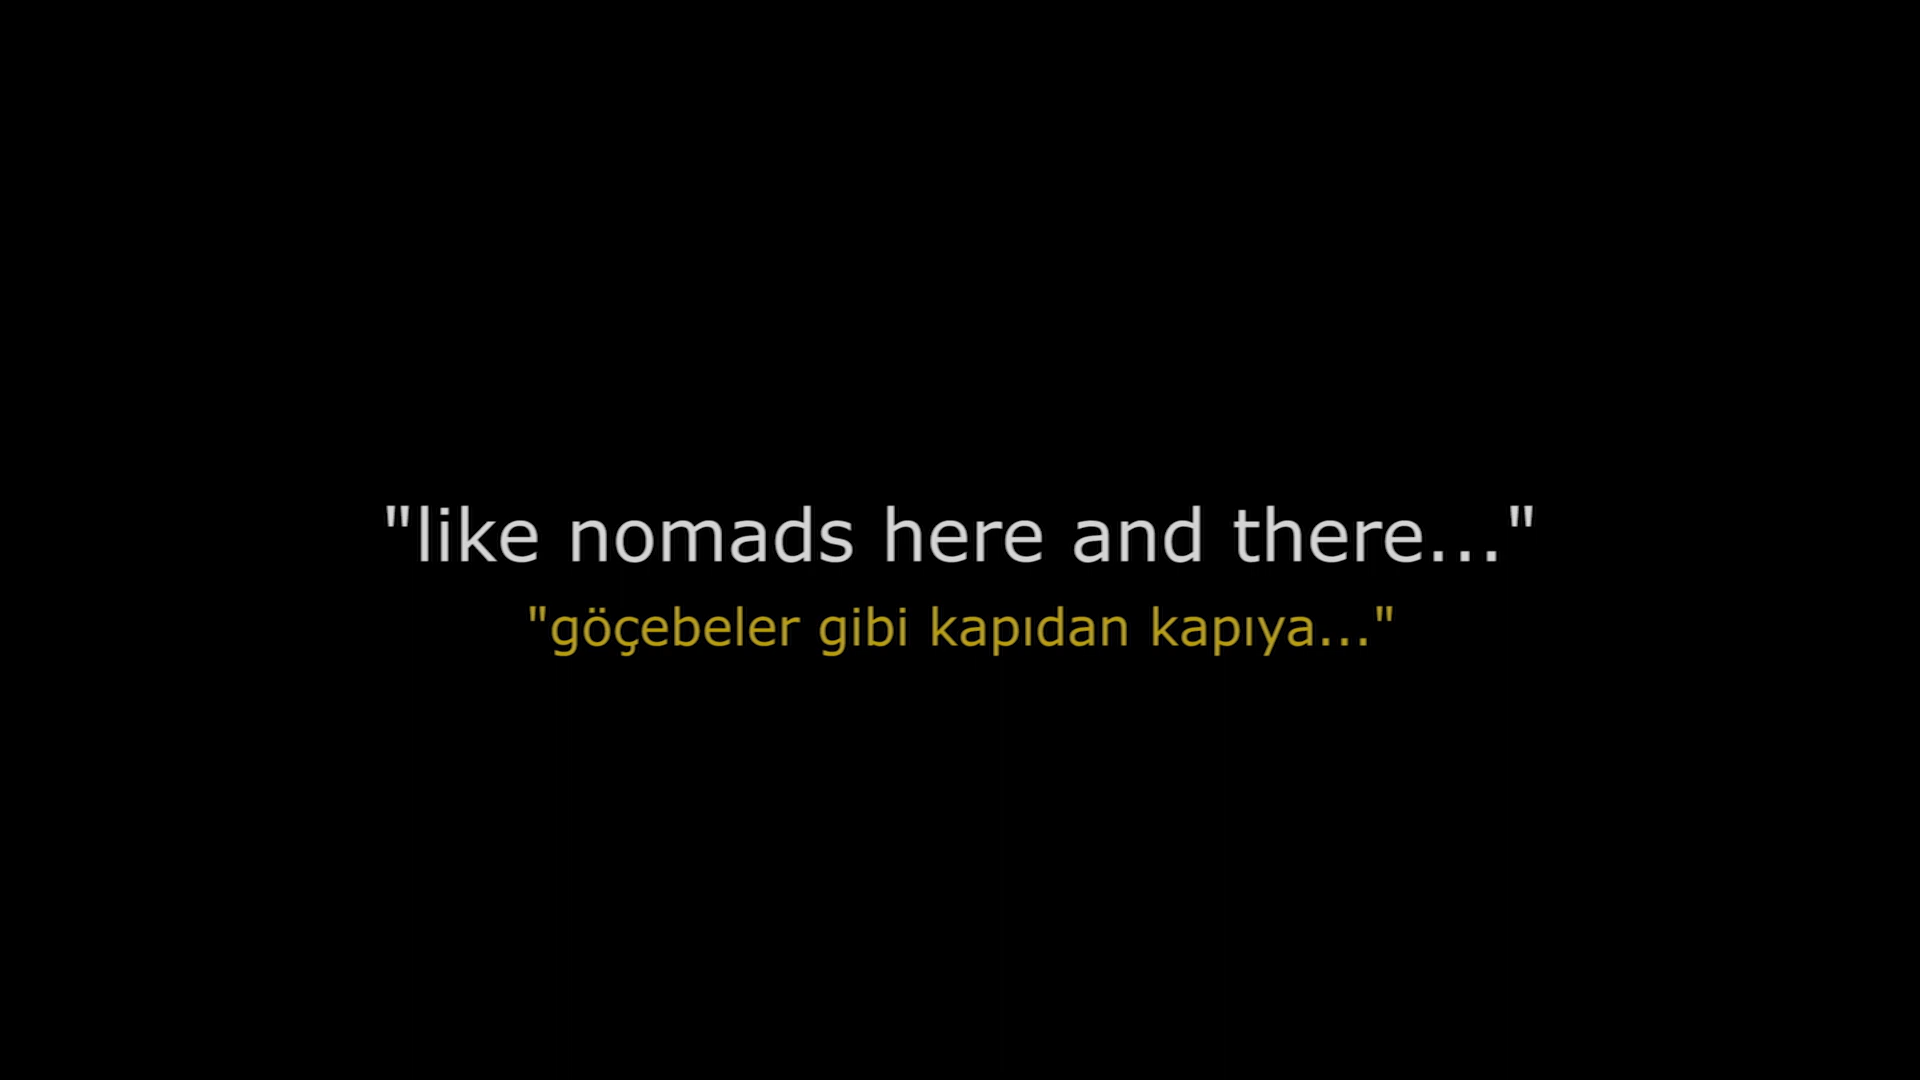 "like nomads here and there..."
"göçebeler gibi kapıdan kapıya..."